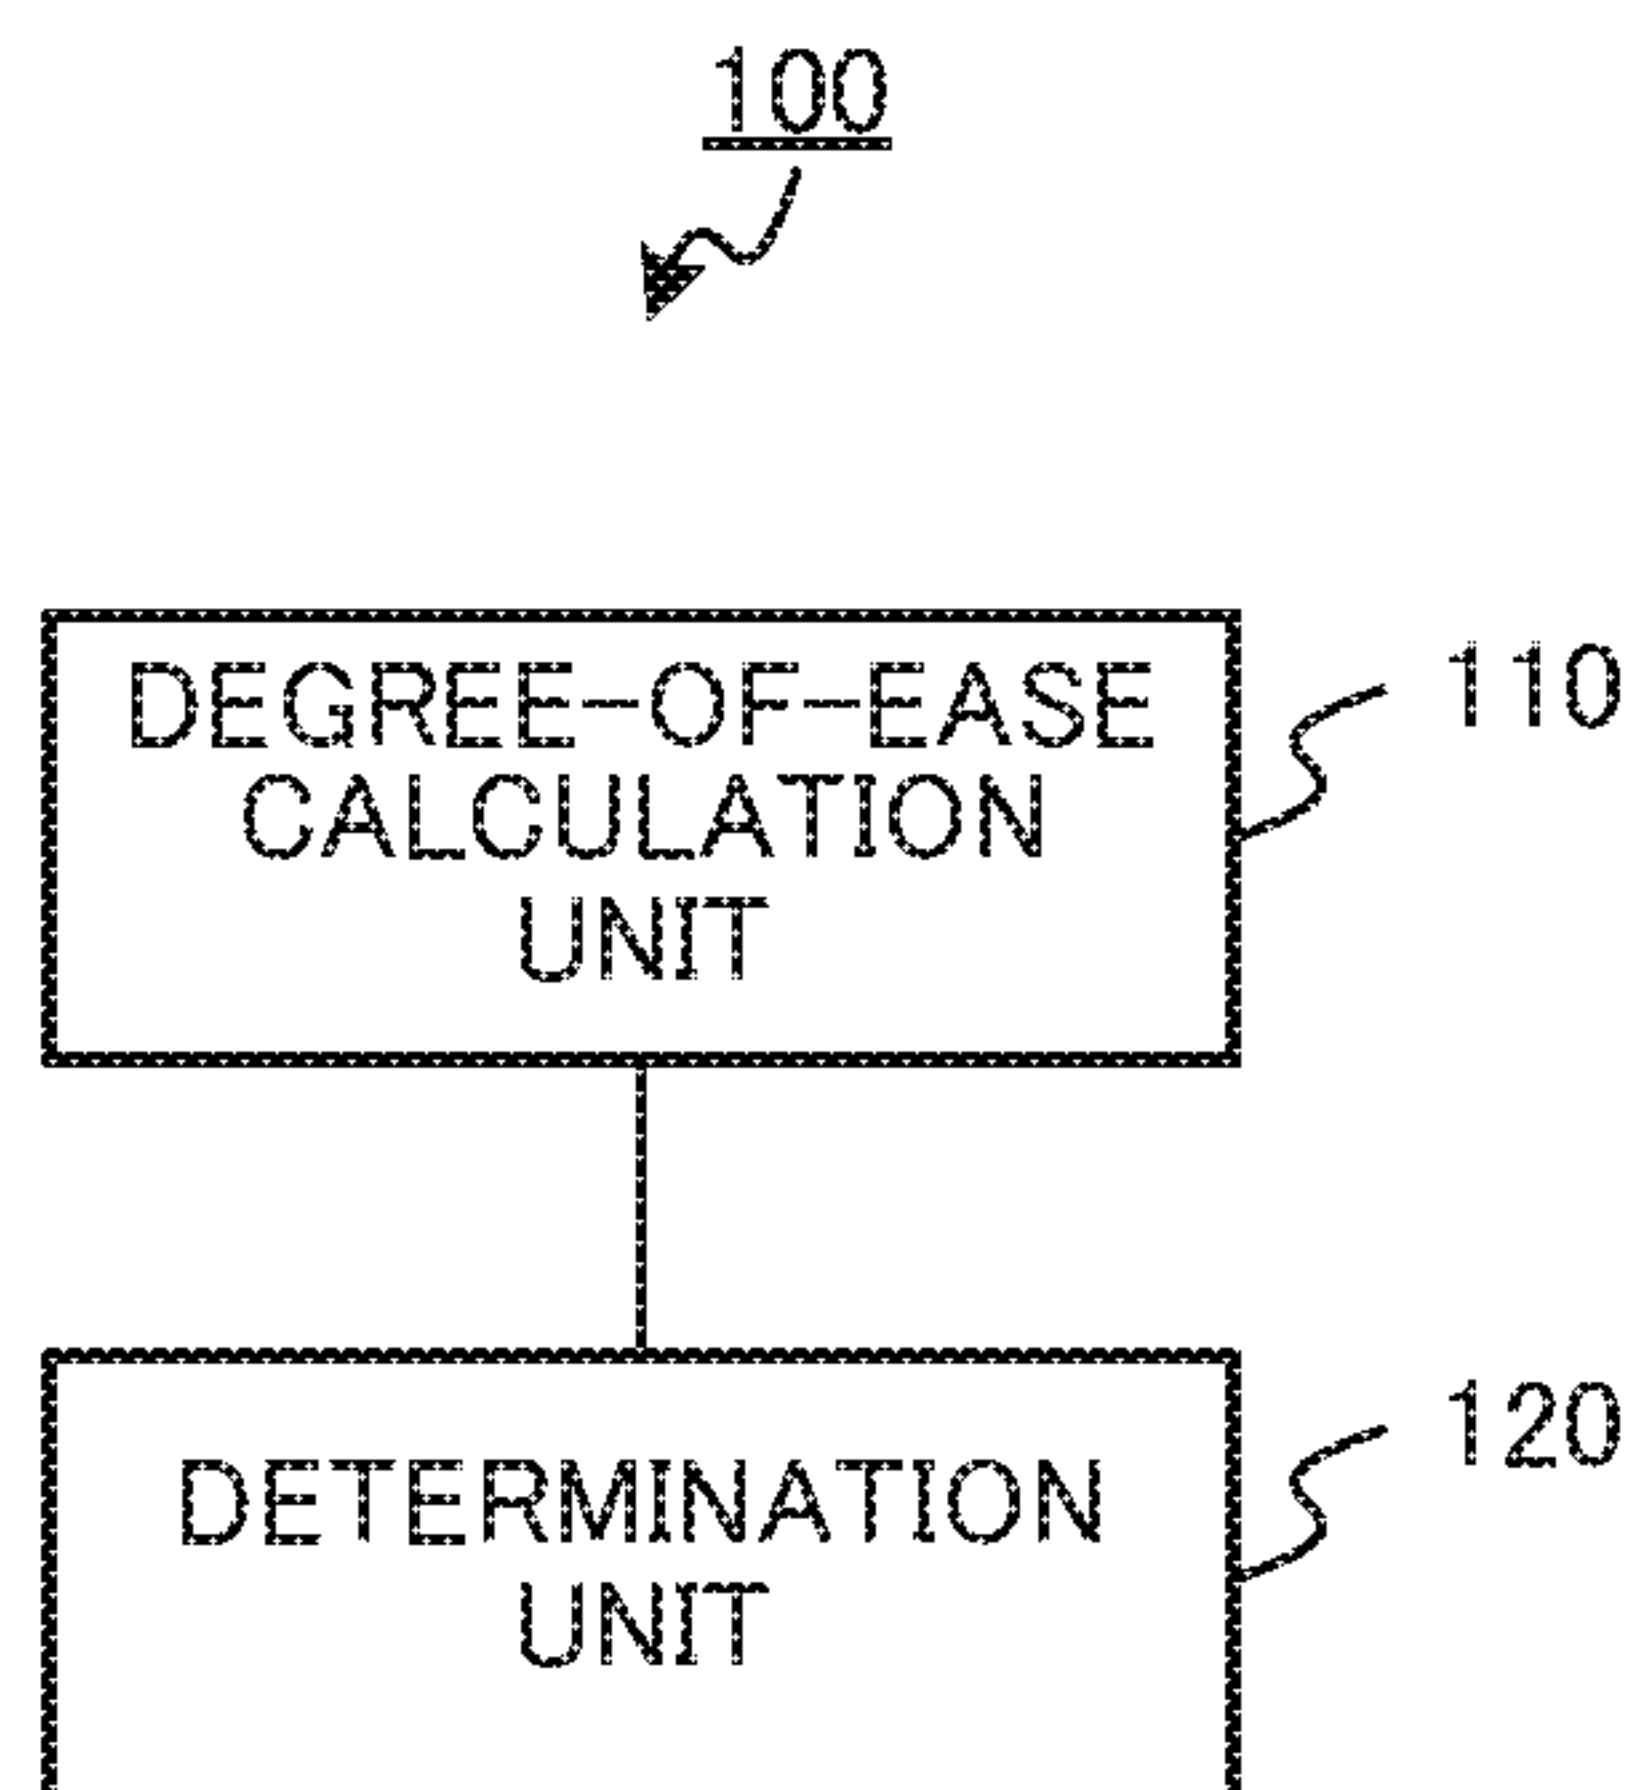 100
DEGREE-OF-EASE
CALCULATION
UNIT
110
DETERMINATION
UNIT
120